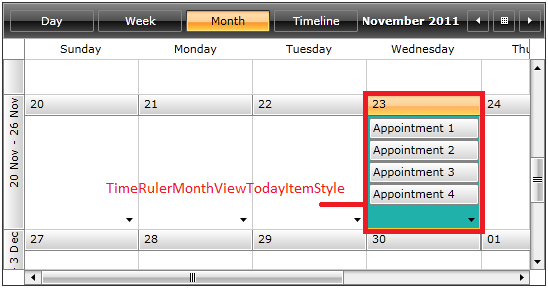 Day Week Month Timeline November 2011
Sunday Monday Tuesday Wednesday Thu
20 Nov - 26 Nov
20 21 22 23 24
Appointment 1
Appointment 2
Appointment 3
Appointment 4
TimeRulerMonthViewTodayItemStyle
3 Dec
27 28 29 30 01